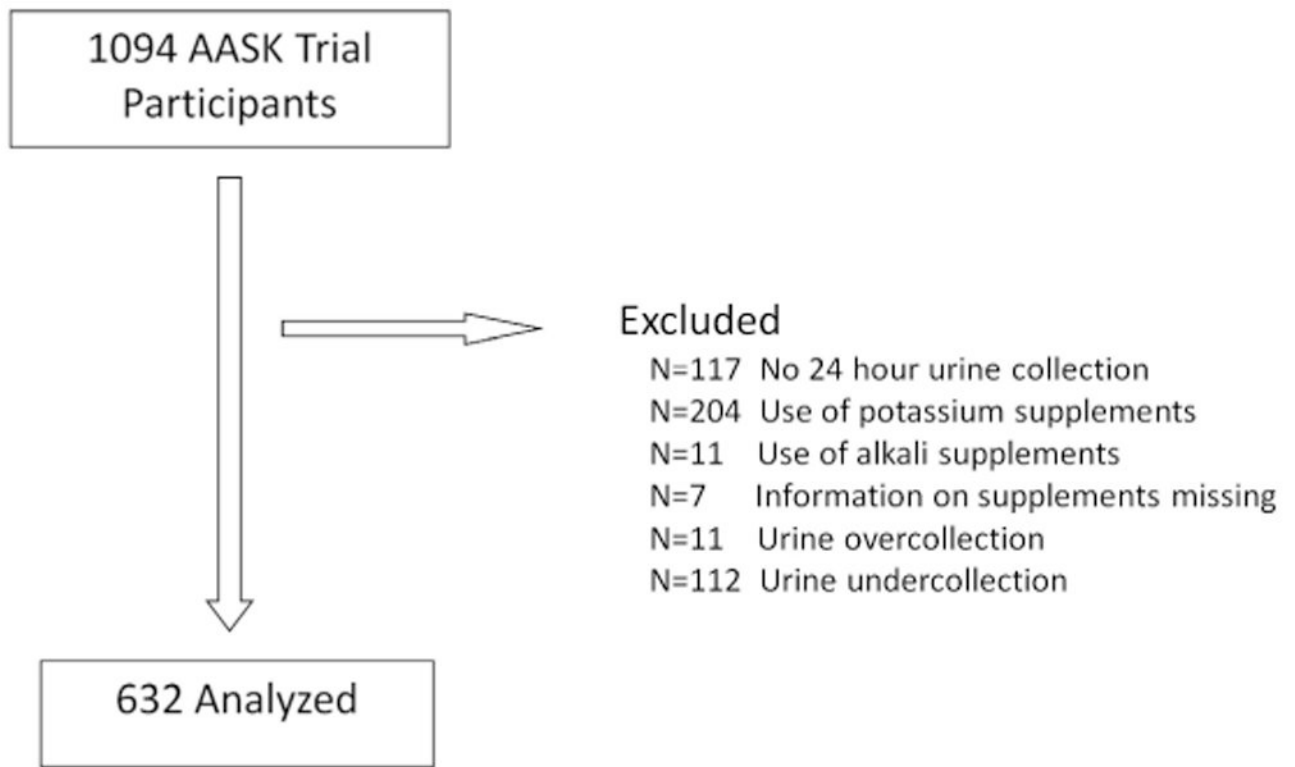 1094 AASK Trial
Participants
Excluded
N=117 No 24 hour urine collection
N=204 Use of potassium supplements
N=11 Use of alkali supplements
N=7 Information on supplements missing
N=11 Urine overcollection
N=112 Urine undercollection
632 Analyzed